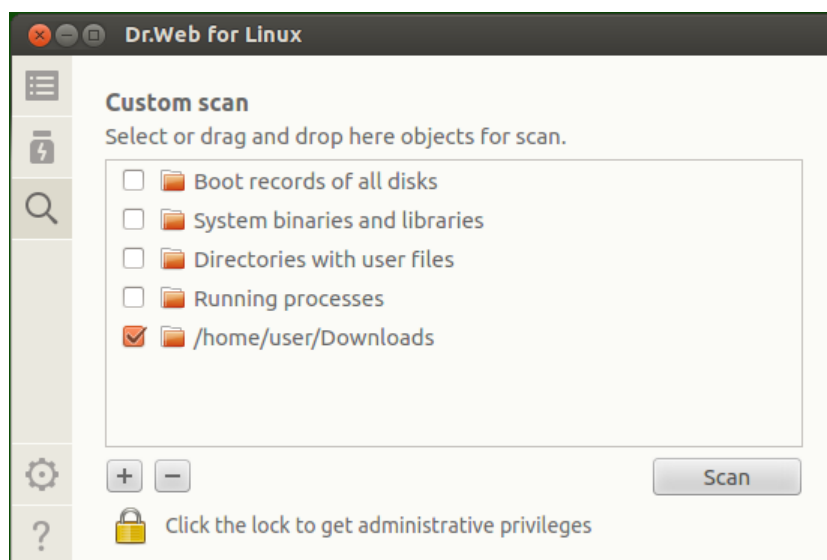 Dr.Web for Linux
Custom scan
Select or drag and drop here objects for scan.
Boot records of all disks
System binaries and libraries
Directories with user files
Running processes
/home/user/Downloads
Scan
Click the lock to get administrative privileges